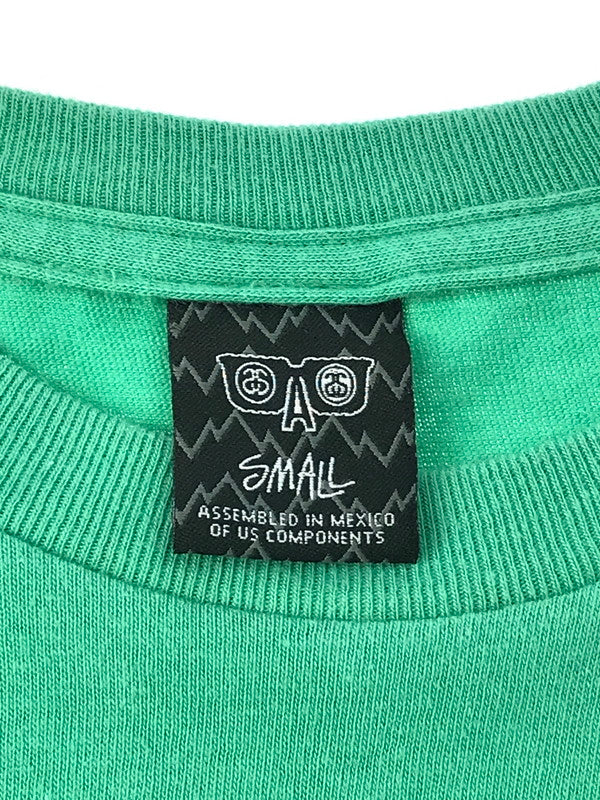 SMALL
ASSEMBLED IN MEXICO
OF US COMPONENTS